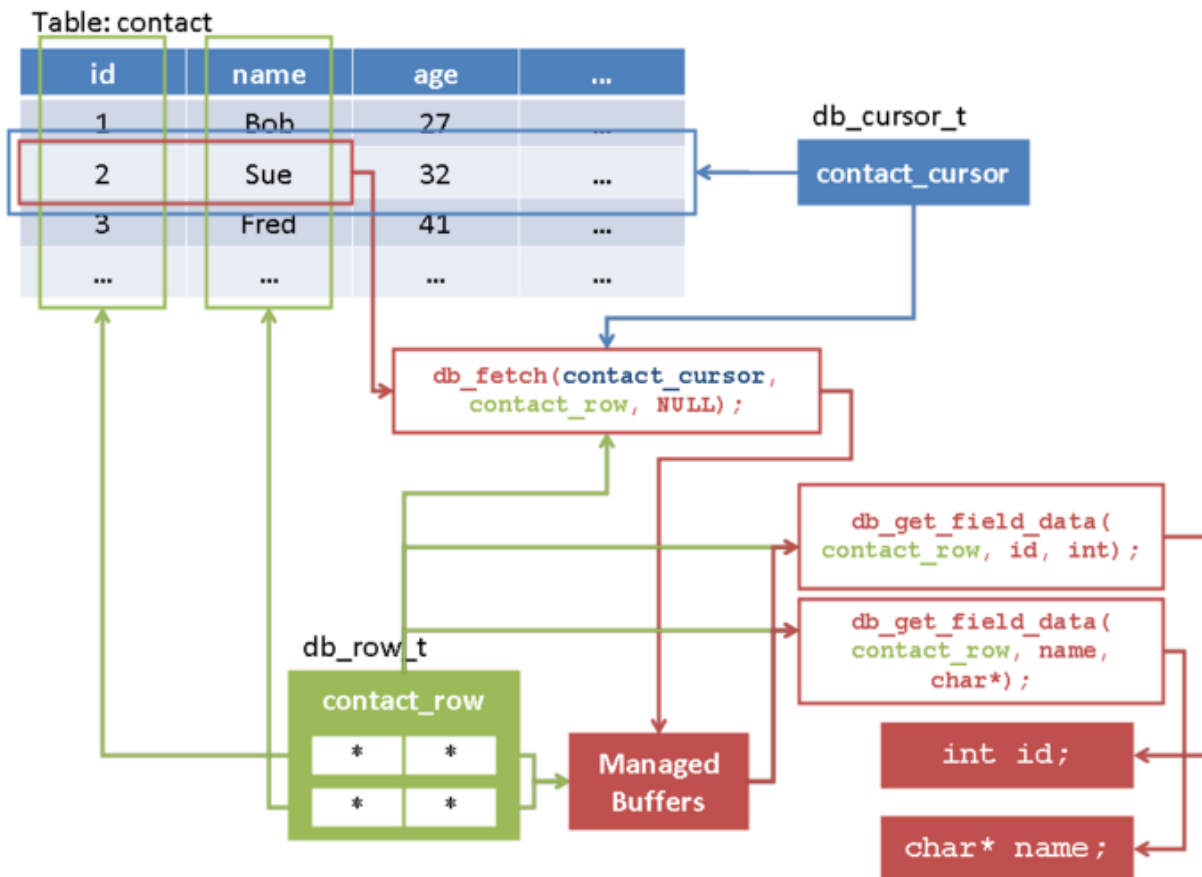 Table: contact
id name age ...
1 Bob 27 ...
2 Sue 32 ...
3 Fred 41 ...
... ... ... ...
db_cursor_t
contact_cursor
db_fetch(contact_cursor,
contact_row, NULL);
db_get_field_data(
contact_row, id, int);
db_get_field_data(
contact_row, name,
char*);
db_row_t
contact_row
* *
* *
Managed
Buffers
int id;
char* name;